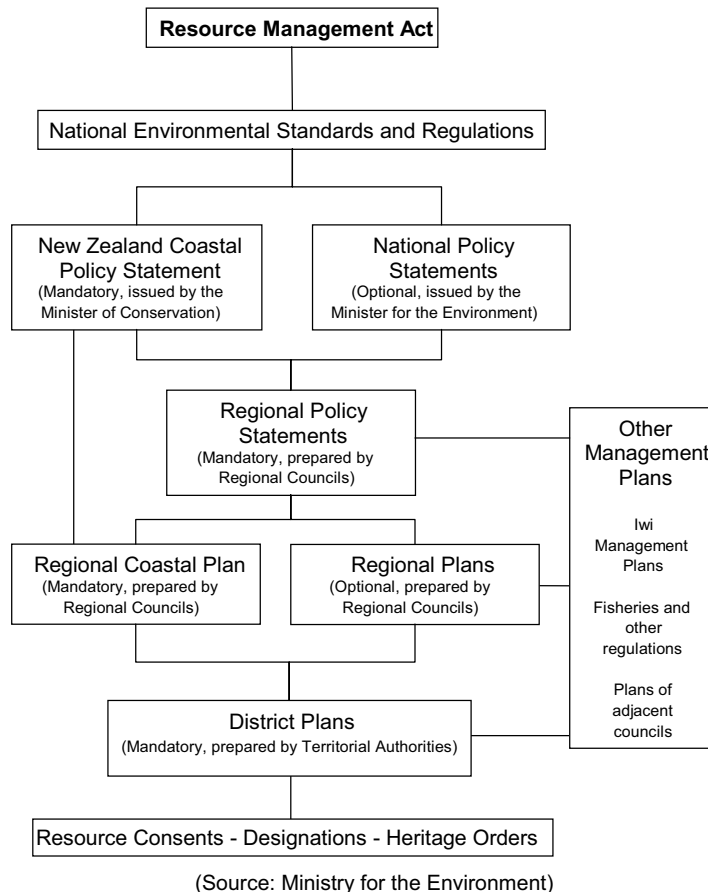 Resource Management Act
National Environmental Standards and Regulations
New Zealand Coastal
Policy Statement
(Mandatory, issued by the
Minister of Conservation)
National Policy
Statements
(Optional, issued by the
Minister for the Environment)
Regional Policy
Statements
(Mandatory, prepared by
Regional Councils)
Other
Management
Plans
Iwi
Management
Plans
Fisheries and
other
regulations
Plans of
adjacent
councils
Regional Coastal Plan
(Mandatory, prepared by
Regional Councils)
Regional Plans
(Optional, prepared by
Regional Councils)
District Plans
(Mandatory, prepared by Territorial Authorities)
Resource Consents - Designations - Heritage Orders
(Source: Ministry for the Environment)